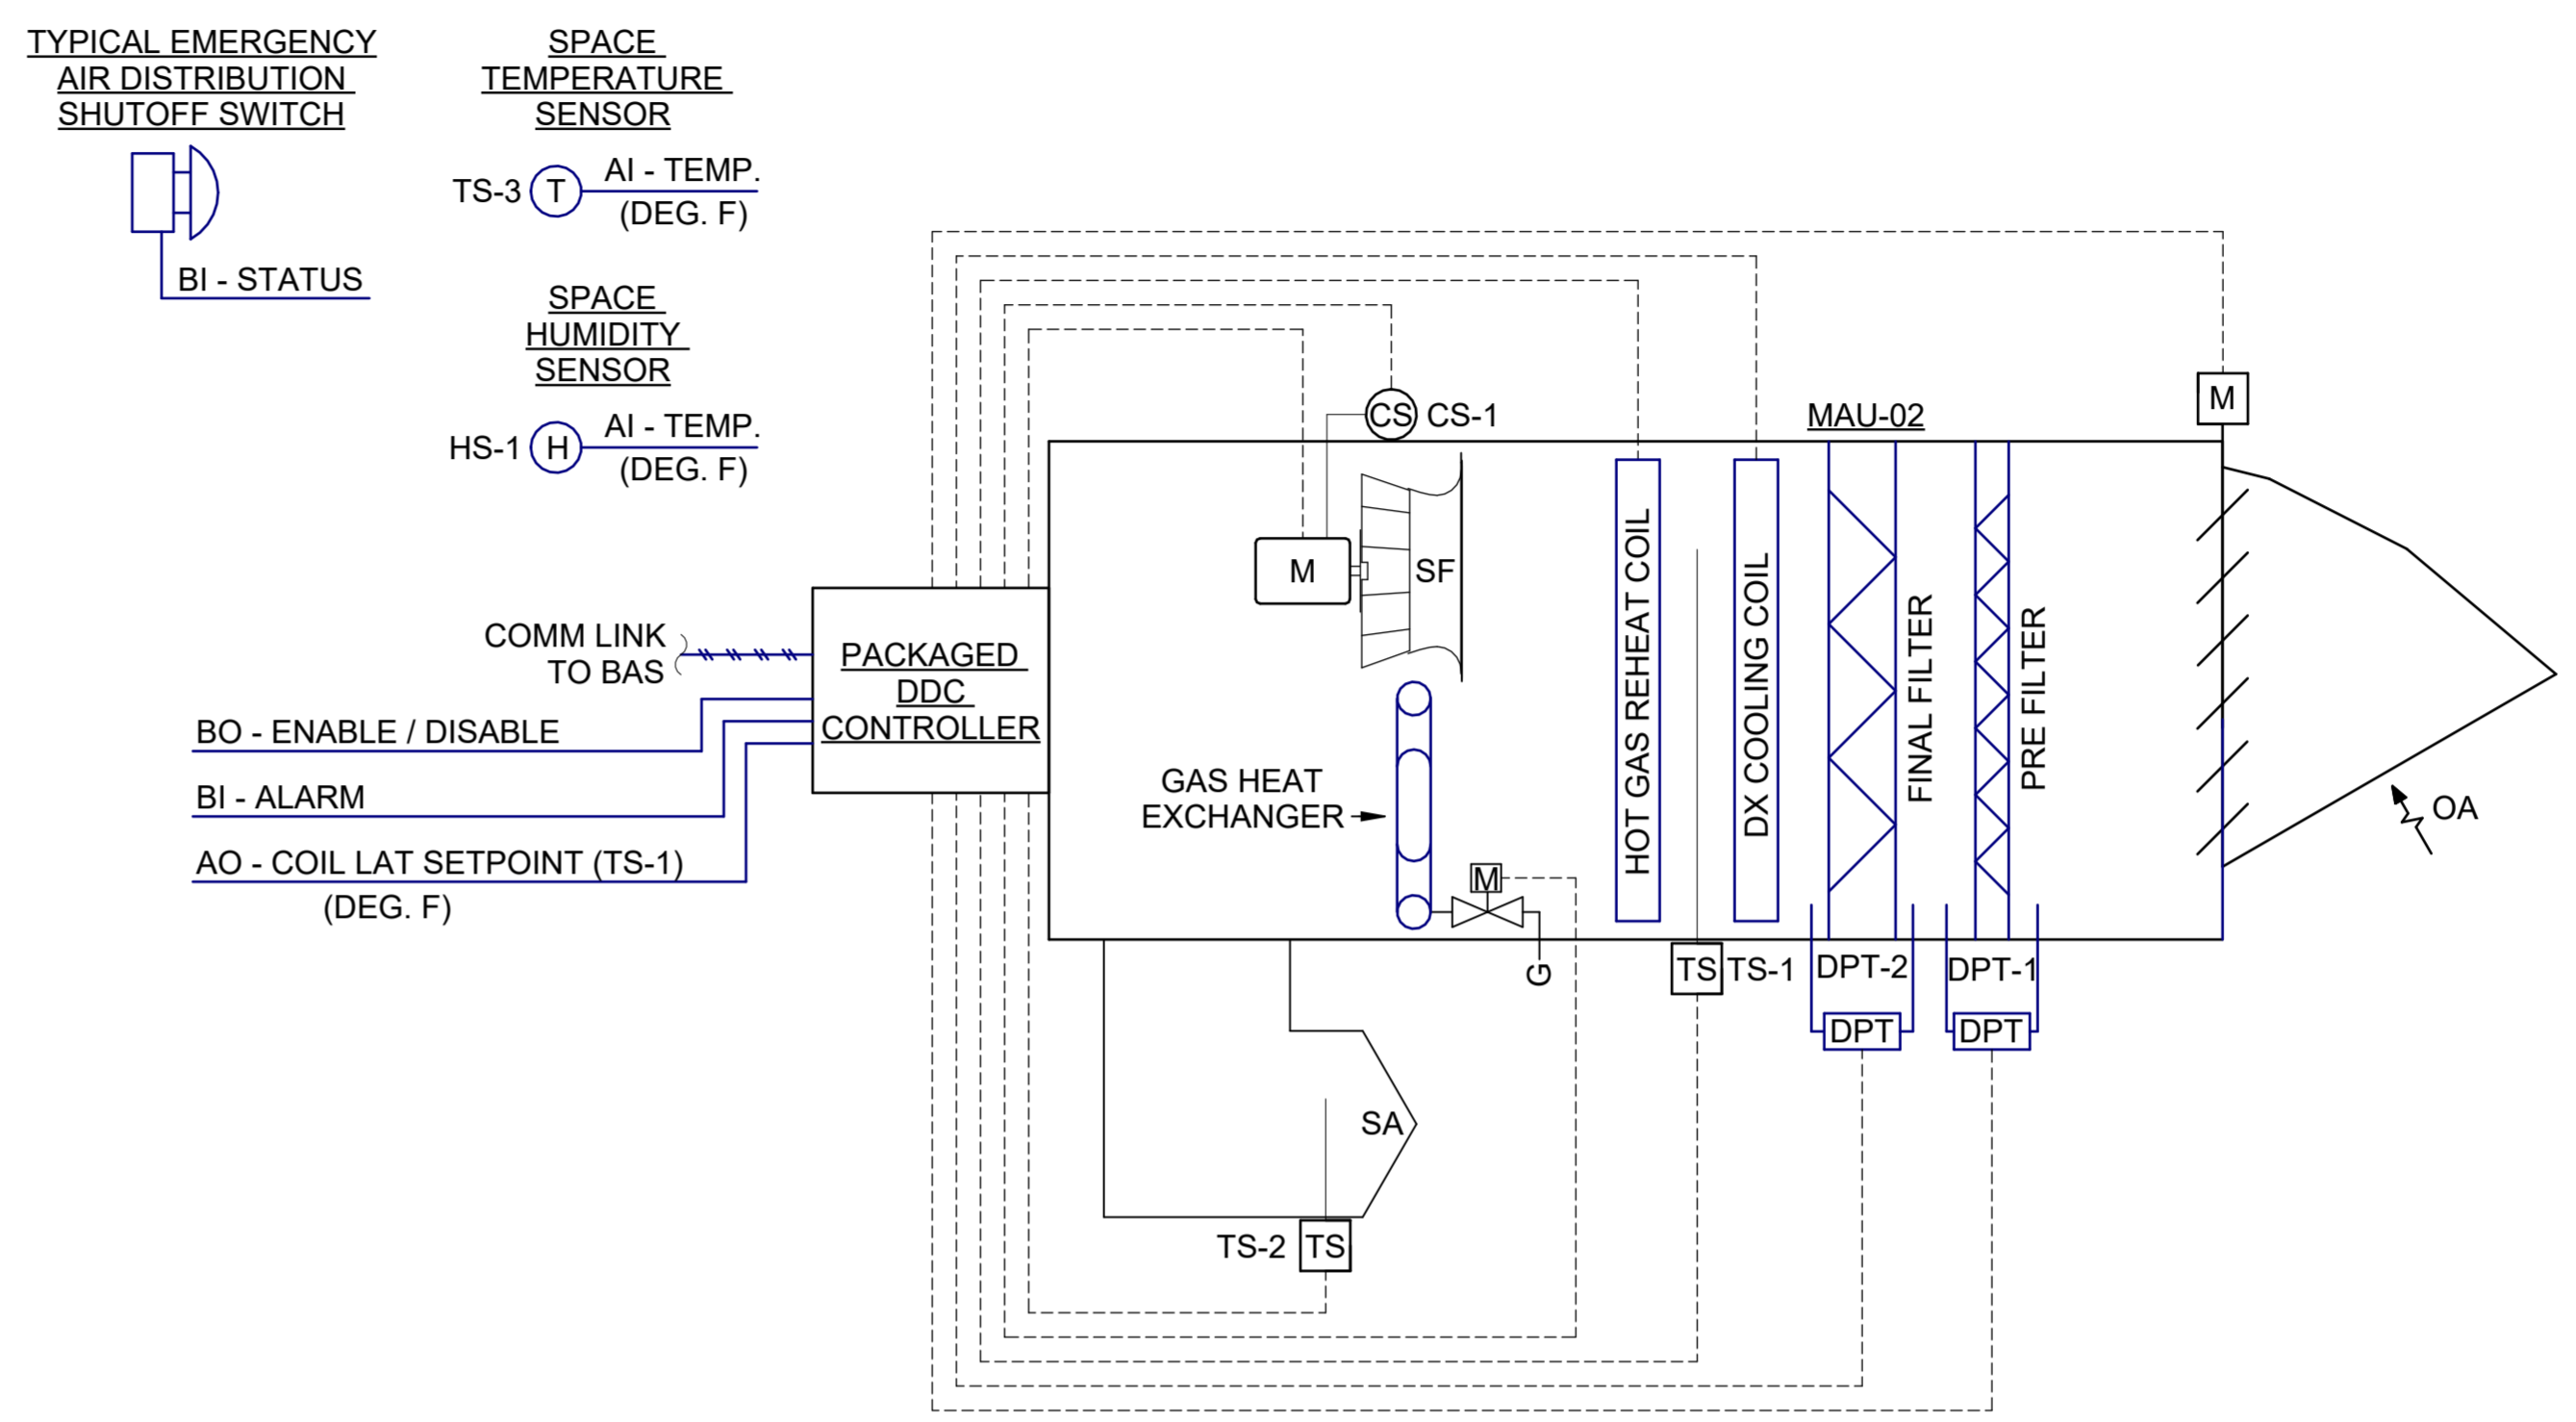 TYPICAL EMERGENCY
AIR DISTRIBUTION
SHUTOFF SWITCH
BI - STATUS
SPACE
TEMPERATURE
SENSOR
TS-3
T
AI - TEMP.
(DEG. F)
SPACE
HUMIDITY
SENSOR
HS-1
H
AI - TEMP.
(DEG. F)
COMM LINK
TO BAS
BO - ENABLE / DISABLE
BI - ALARM
AO - COIL LAT SETPOINT (TS-1)
(DEG. F)
PACKAGED
DDC
CONTROLLER
CS
CS-1
MAU-02
M
M
SF
GAS HEAT
EXCHANGER
M
G
HOT GAS REHEAT COIL
DX COOLING COIL
FINAL FILTER
PRE FILTER
OA
TS
TS-1
DPT-2
DPT-1
DPT
DPT
SA
TS-2
TS